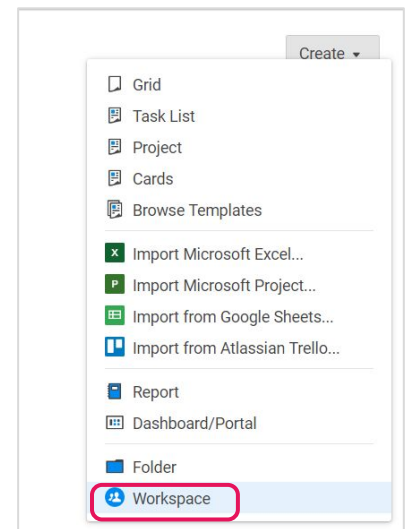 Create
Grid
Task List
Project
Cards
Browse Templates
Import Microsoft Excel...
Import Microsoft Project...
Import from Google Sheets...
Import from Atlassian Trello...
Report
Dashboard/Portal
Folder
Workspace